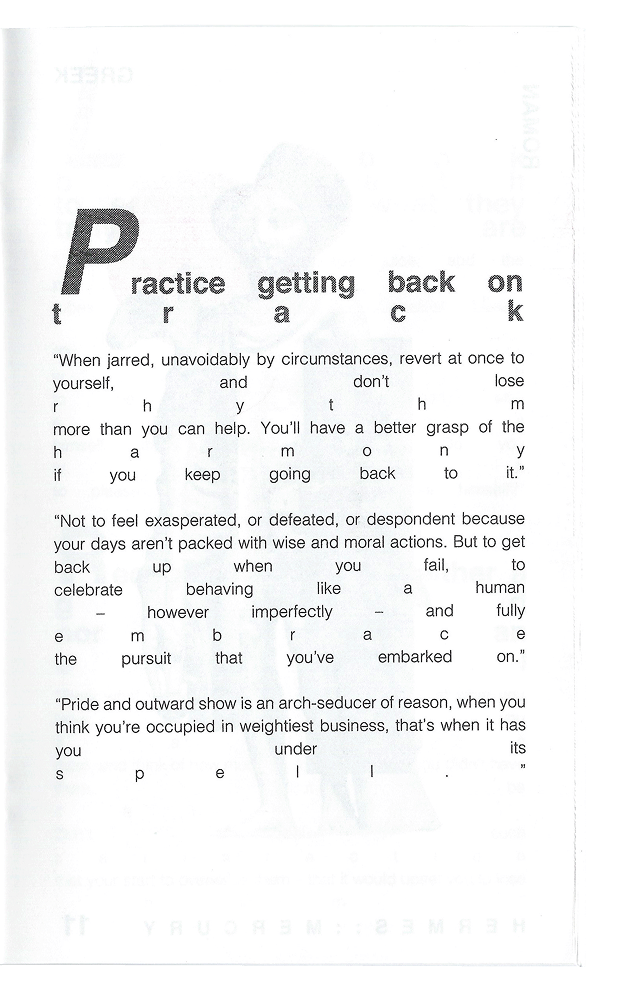 Practice getting back on
track
“When jarred, unavoidably by circumstances, revert at once to
yourself, and don't lose
rhythm
more than you can help. You'll have a better grasp of the
harmony
if you keep going back to it.”
“Not to feel exasperated, or defeated, or despondent because
your days aren't packed with wise and moral actions. But to get
back up when you fail, to
celebrate behaving like a human
– however imperfectly – and fully
embrace
the pursuit that you've embarked on.”
“Pride and outward show is an arch-seducer of reason, when you
think you're occupied in weightiest business, that's when it has
you under its
spell.”
GREEK
ROMAN
HERMES::MERCURY 11